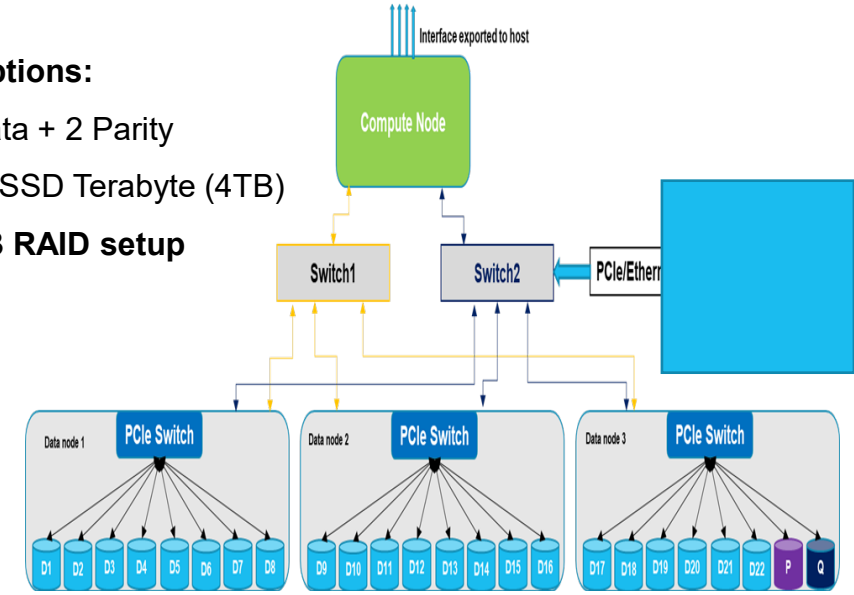 Interface exported to host
ptions:
Compute Node
ata + 2 Parity
SSD Terabyte (4TB)
B RAID setup
Switch1
Switch2
PCIe/Ethern
Data node 1
PCIe Switch
Data node 2
PCIe Switch
Data node 3
PCIe Switch
D1 D2 D3 D4 D5 D6 D7 D8
D9 D10 D11 D12 D13 D14 D15 D16
D17 D18 D19 D20 D21 D22 P Q